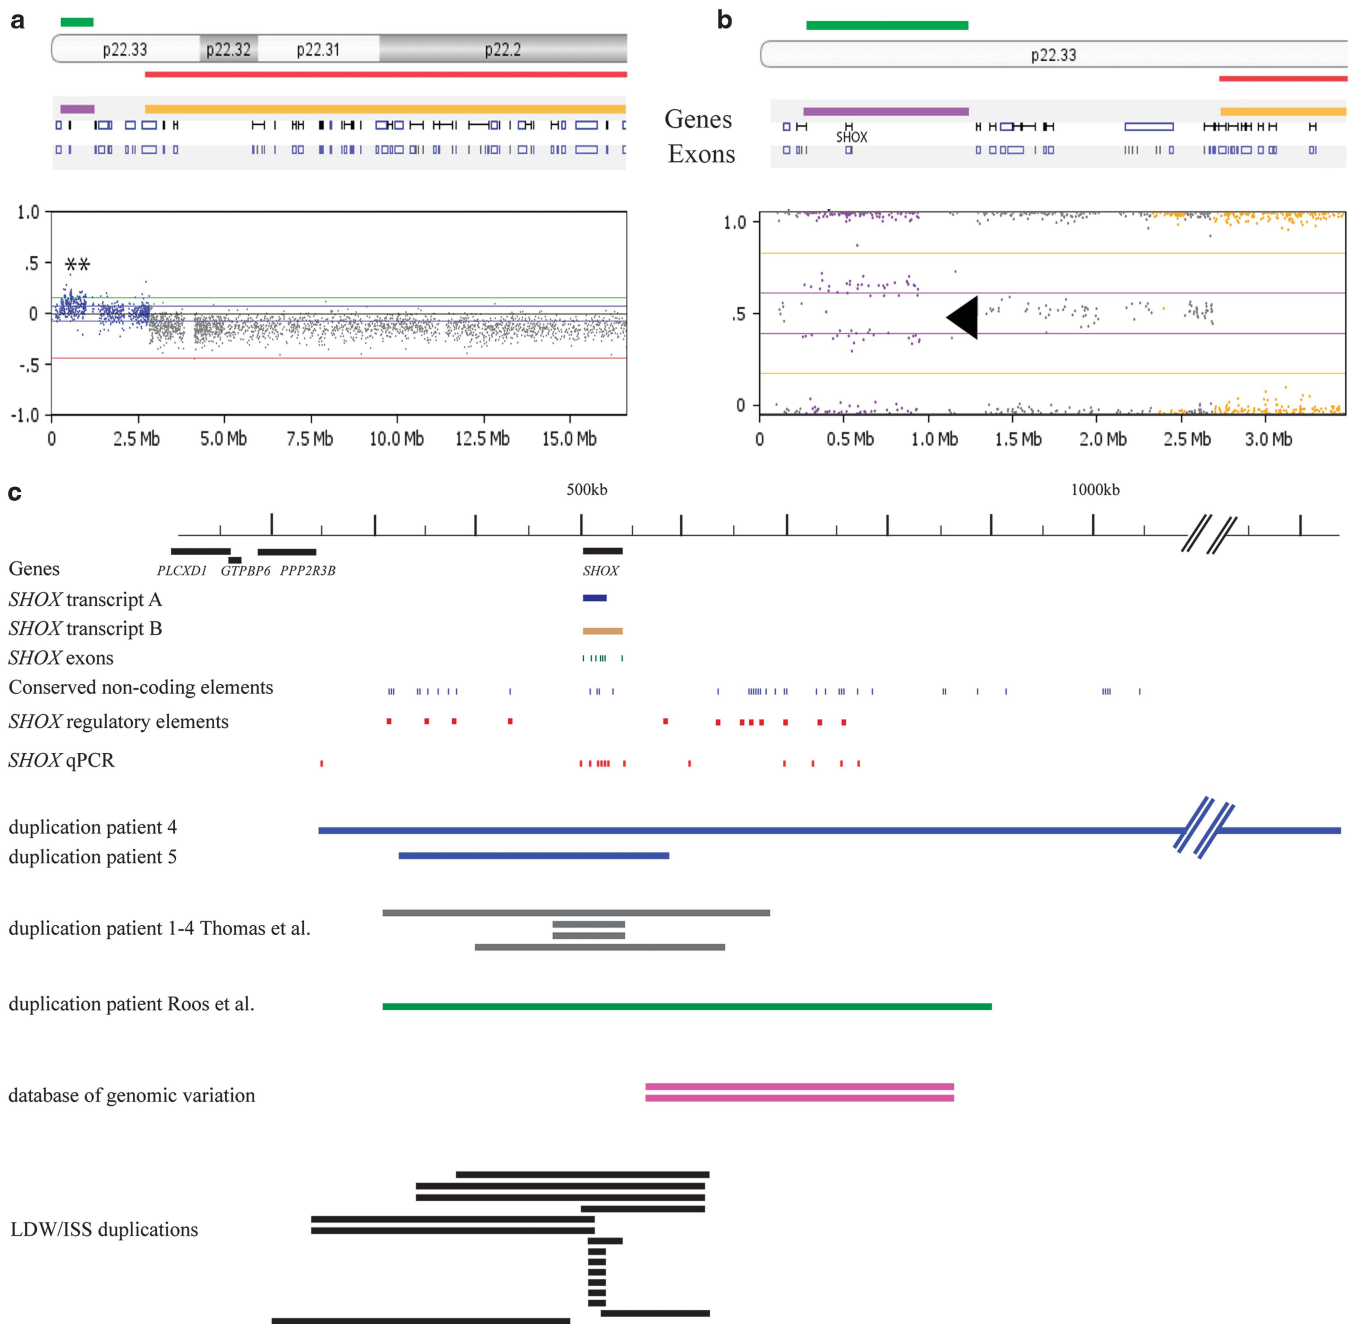 a
p22.33 p22.32 p22.31 p22.2
1.0
.5
**
0
-.5
-1.0
0 2.5 Mb 5.0 Mb 7.5 Mb 10.0 Mb 12.5 Mb 15.0 Mb
b
p22.33
Genes
SHOX
Exons
1.0
.5
0
0 0.5 Mb 1.0 Mb 1.5 Mb 2.0 Mb 2.5 Mb 3.0 Mb
c
500kb 1000kb
Genes
PLCXD1 GTPBP6 PPP2R3B SHOX
SHOX transcript A
SHOX transcript B
SHOX exons
Conserved non-coding elements
SHOX regulatory elements
SHOX qPCR
duplication patient 4
duplication patient 5
duplication patient 1-4 Thomas et al.
duplication patient Roos et al.
database of genomic variation
LDW/ISS duplications